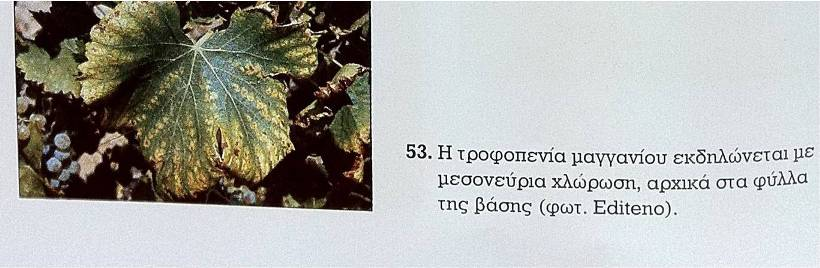 53. Η τροφοπενία μαγγανίου εκδηλώνεται με
μεσονεύρια χλώρωση, αρχικά στα φύλλα
της βάσης (φωτ. Editeno).